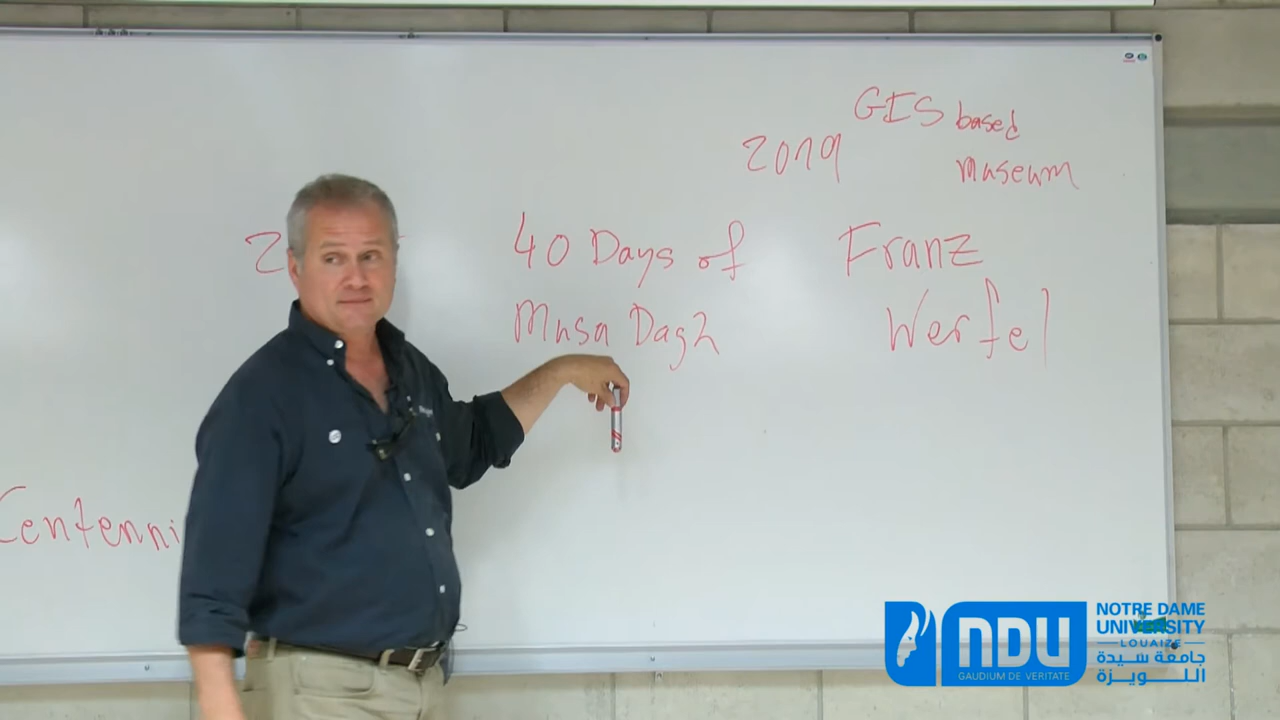 GIS based
2019 museum
40 Days of Franz
Musa Dagh Werfel
Centenni
NDU
GAUDIUM DE VERITATE
NOTRE DAME
UNIVERSITY
LOUAIZE
جامعة سيدة
اللويزة